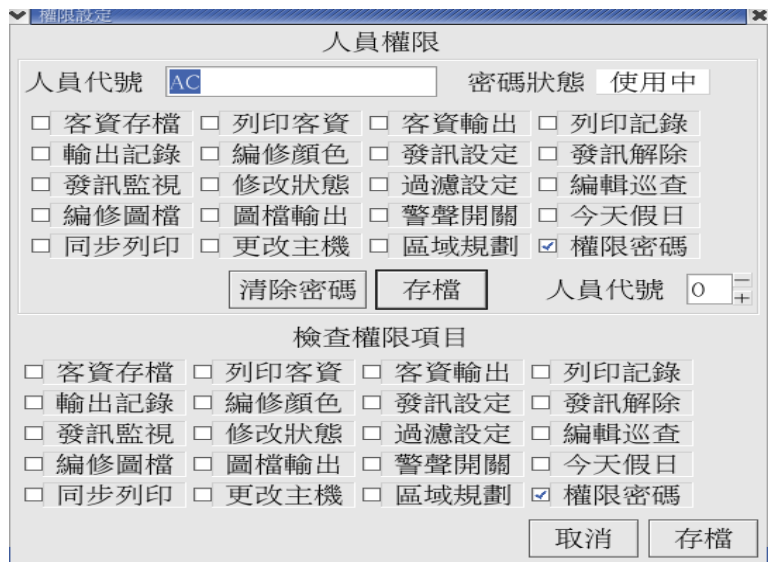 權限設定
人員權限
人員代號 AC 密碼狀態 使用中
客資存檔 列印客資 客資輸出 列印記錄
輸出記錄 編修顏色 發訊設定 發訊解除
發訊監視 修改狀態 過濾設定 編輯巡查
編修圖檔 圖檔輸出 警聲開關 今天假日
同步列印 更改主機 區域規劃 權限密碼
清除密碼 存檔 人員代號 0
檢查權限項目
客資存檔 列印客資 客資輸出 列印記錄
輸出記錄 編修顏色 發訊設定 發訊解除
發訊監視 修改狀態 過濾設定 編輯巡查
編修圖檔 圖檔輸出 警聲開關 今天假日
同步列印 更改主機 區域規劃 權限密碼
取消 存檔